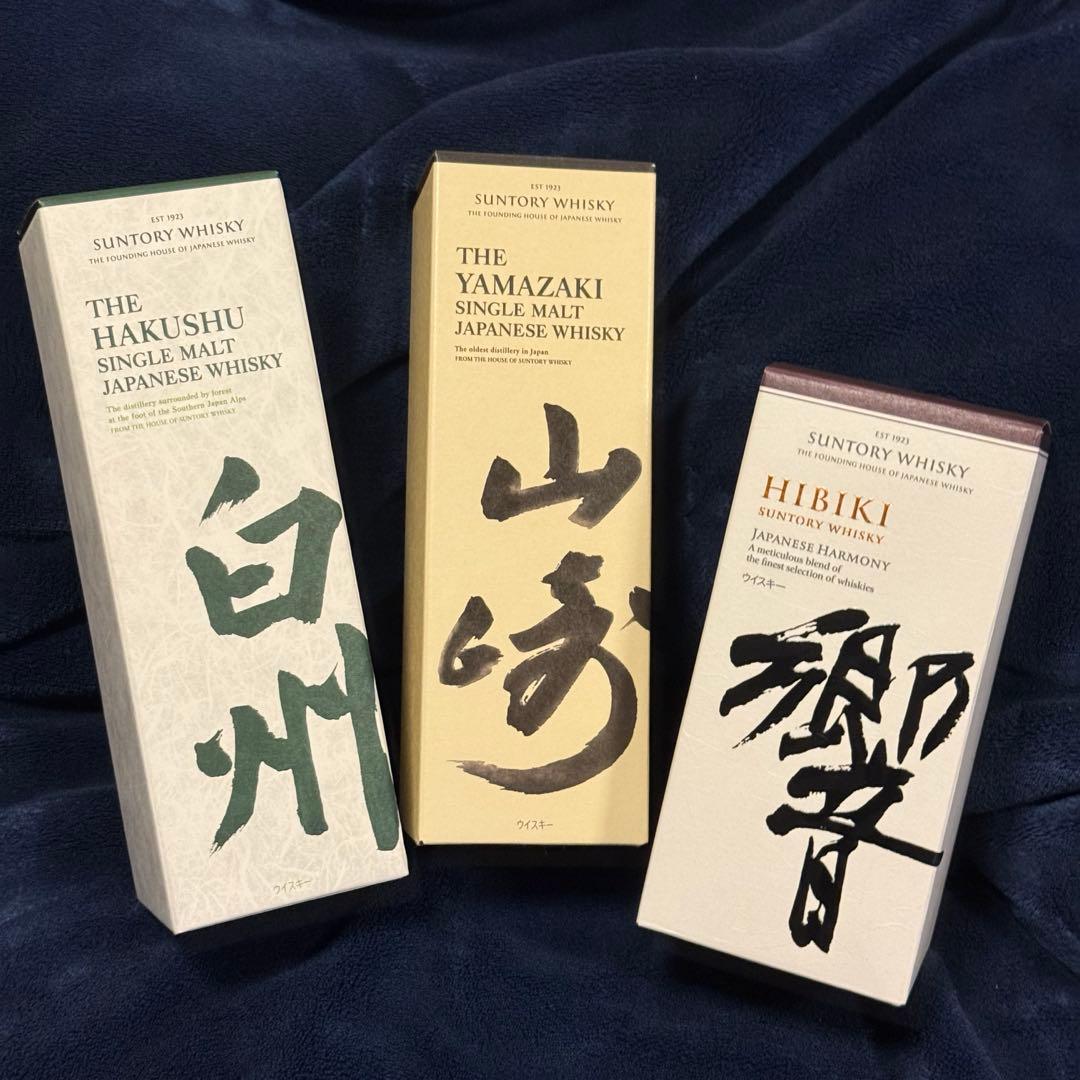 EST 1923
SUNTORY WHISKY
THE FOUNDING HOUSE OF JAPANESE WHISKY
THE
HAKUSHU
SINGLE MALT
JAPANESE WHISKY
The distillery surrounded by forest
at the foot of the Southern Japan Alps
FROM THE HOUSE OF SUNTORY WHISKY
白
州
ウイスキー
EST 1923
SUNTORY WHISKY
THE FOUNDING HOUSE OF JAPANESE WHISKY
THE
YAMAZAKI
SINGLE MALT
JAPANESE WHISKY
The oldest distillery in Japan
FROM THE HOUSE OF SUNTORY WHISKY
山
崎
ウイスキー
EST 1923
SUNTORY WHISKY
THE FOUNDING HOUSE OF JAPANESE WHISKY
HIBIKI
SUNTORY WHISKY
JAPANESE HARMONY
A meticulous blend of
the finest selection of whiskies
ウイスキー
響